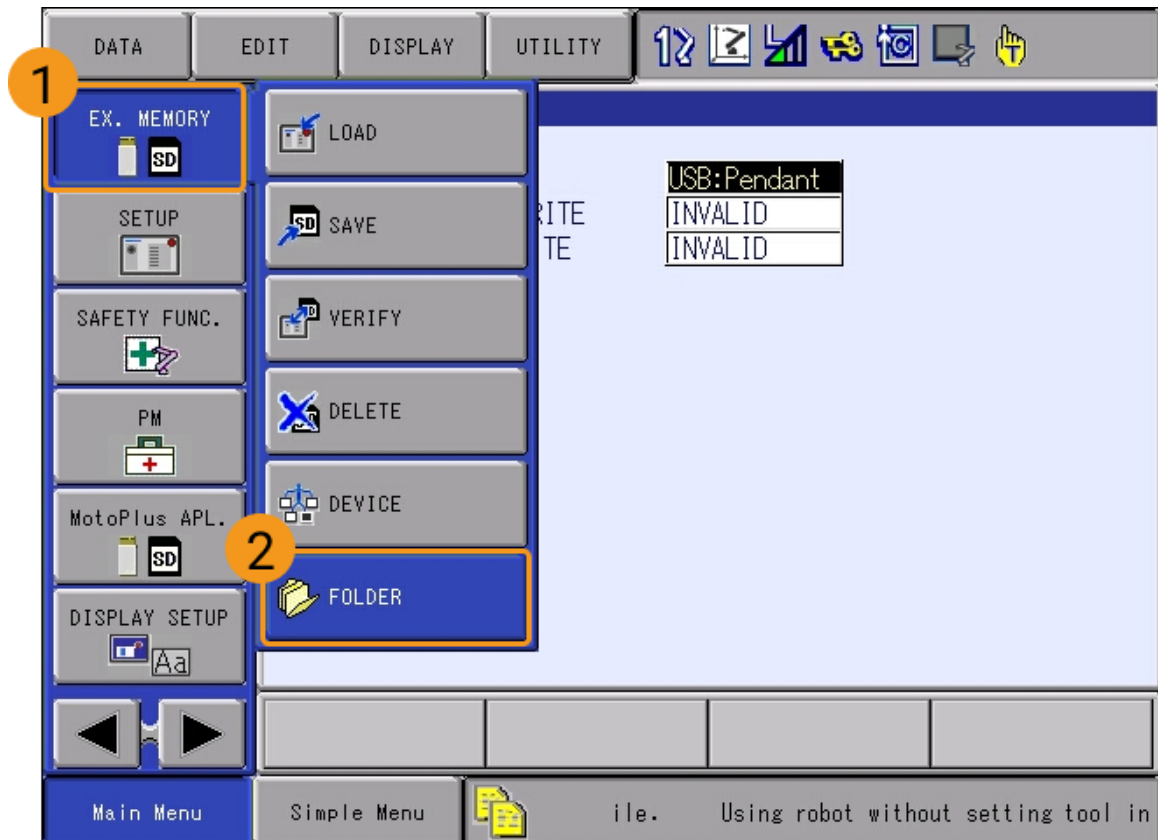 DATA
EDIT
DISPLAY
UTILITY
1
EX. MEMORY
SD
SETUP
SAFETY FUNC.
PM
MotoPlus APL.
SD
DISPLAY SETUP
Aa
LOAD
SD SAVE
VERIFY
DELETE
DEVICE
2
FOLDER
USB:Pendant
RITE INVALID
TE INVALID
Main Menu
Simple Menu
ile. Using robot without setting tool in